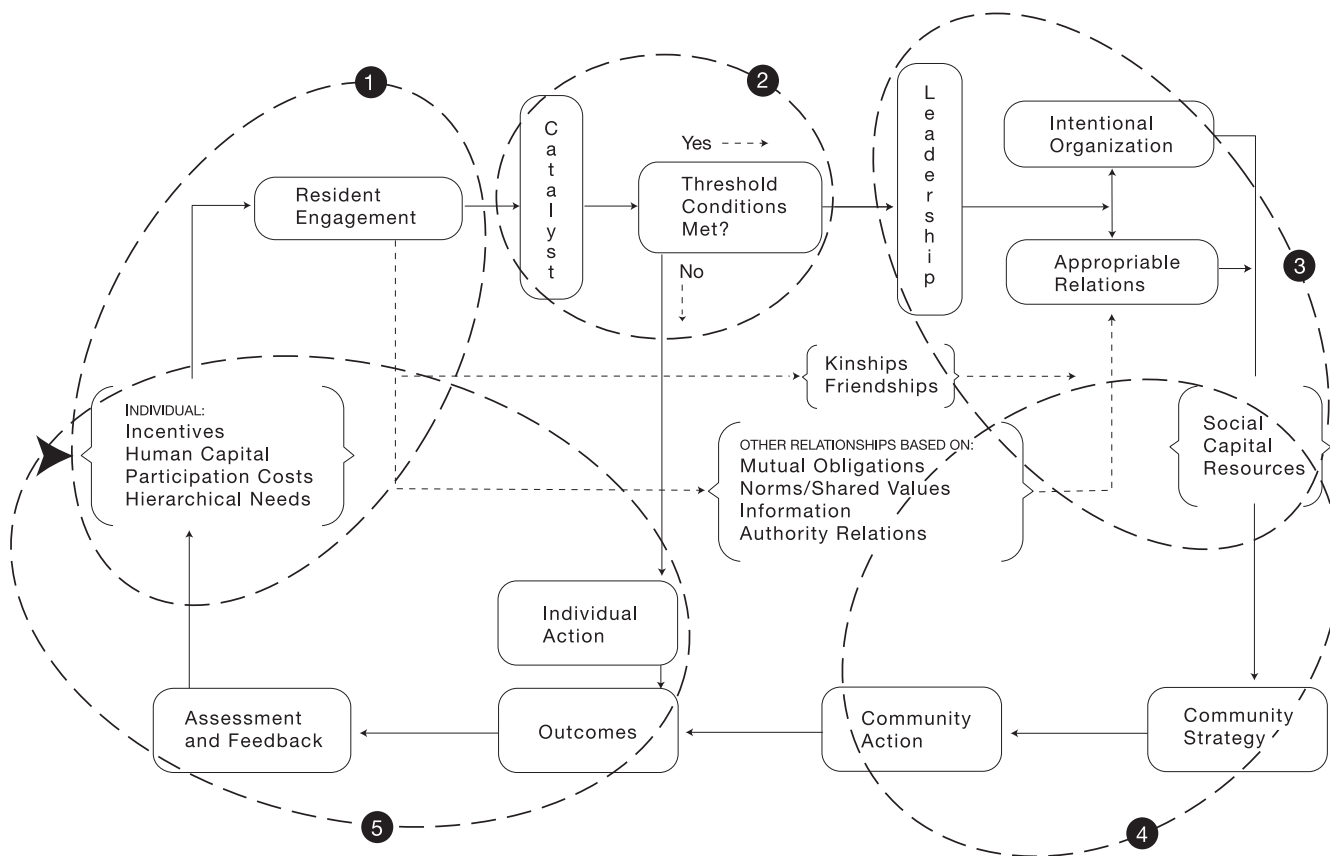 1
Resident
Engagement
Catalyst
2
Yes
Threshold
Conditions
Met?
No
Leadership
Intentional
Organization
Appropriable
Relations
3
Kinships
Friendships
INDIVIDUAL:
Incentives
Human Capital
Participation Costs
Hierarchical Needs
OTHER RELATIONSHIPS BASED ON:
Mutual Obligations
Norms/Shared Values
Information
Authority Relations
Social
Capital
Resources
Individual
Action
Assessment
and Feedback
Outcomes
Community
Action
Community
Strategy
5
4